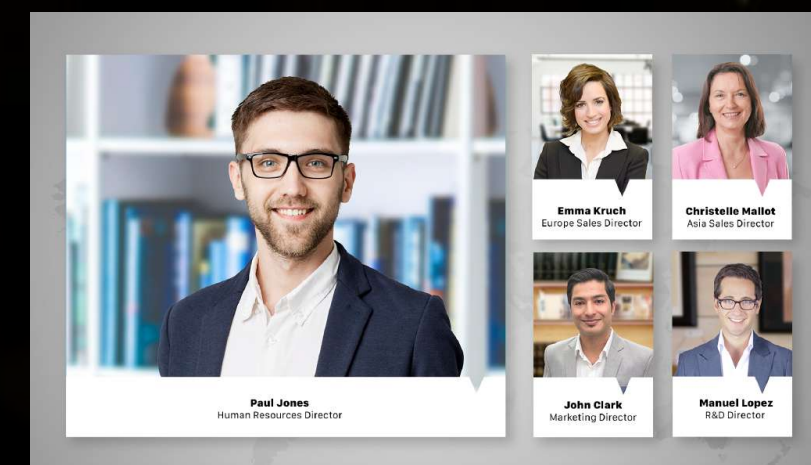 Paul Jones
Human Resources Director
Emma Kruch
Europe Sales Director
Christelle Mallot
Asia Sales Director
John Clark
Marketing Director
Manuel Lopez
R&D Director